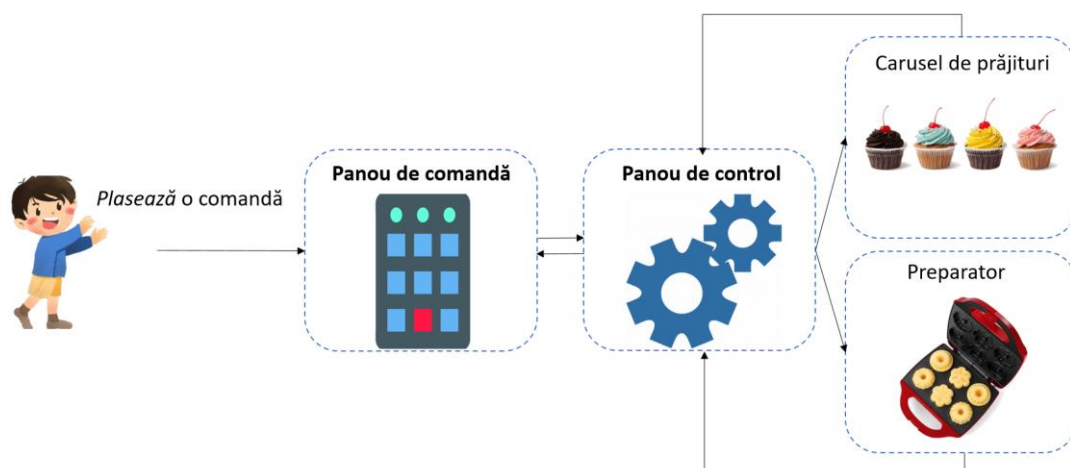 Carusel de prăjituri
Plasează o comandă
Panou de comandă
Panou de control
Preparator